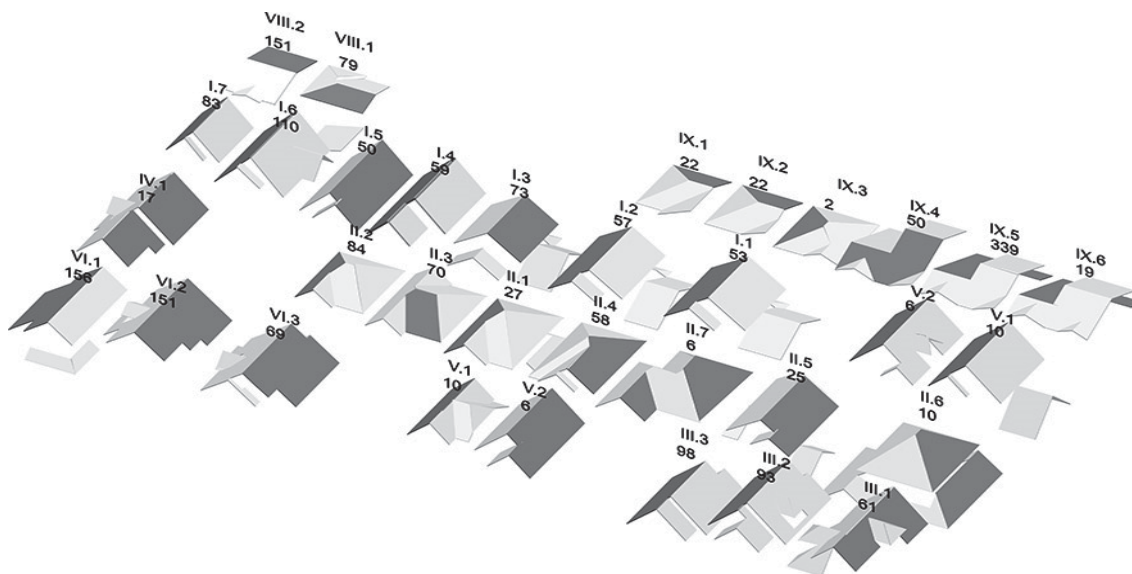 VIII.2
151
VIII.1
79
I.7
83
I.6
110
I.5
50
I.4
59
I.3
73
I.2
57
I.1
53
IX.1
22
IX.2
22
IX.3
2
IX.4
50
IX.5
339
IX.6
19
IV.1
17
II.2
84
II.3
70
II.1
27
II.4
58
II.7
6
II.5
25
V.2
6
V.1
10
II.6
10
VI.1
156
VI.2
151
VI.3
69
V.1
10
V.2
6
III.3
98
III.2
93
III.1
61